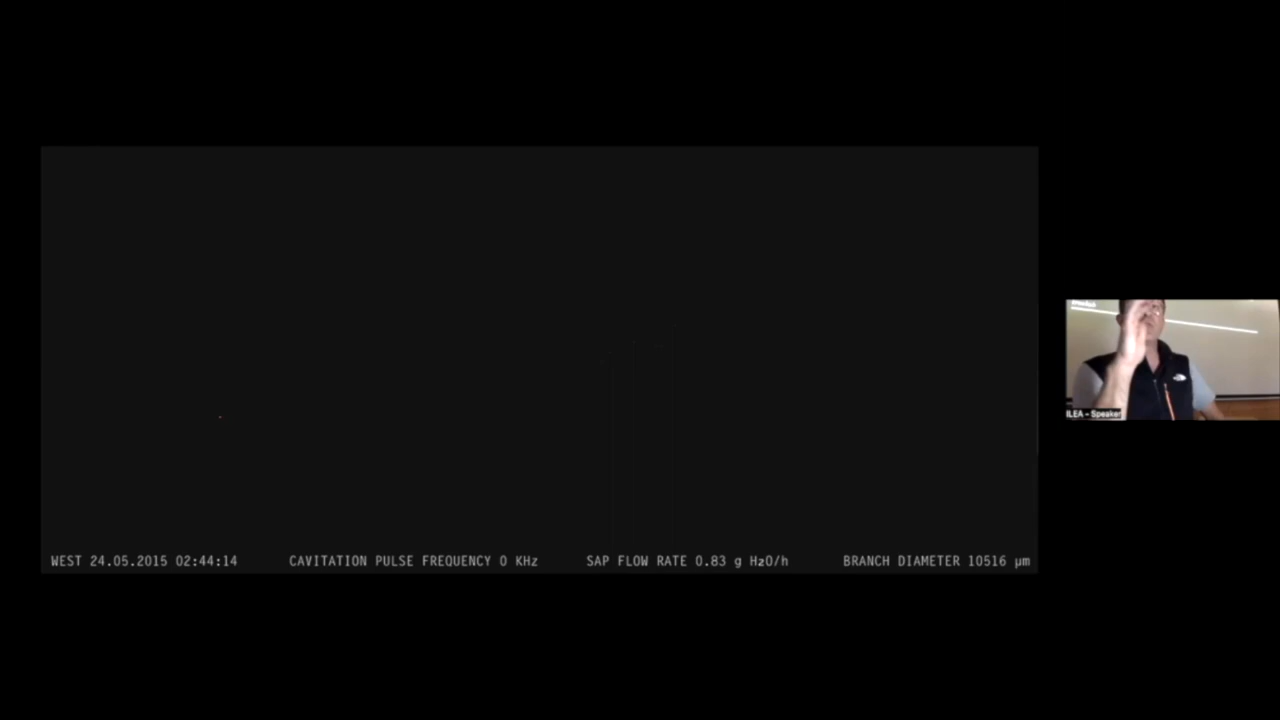 WEST 24.05.2015 02:44:14 CAVITATION PULSE FREQUENCY 0 KHz SAP FLOW RATE 0.83 g H₂O/h BRANCH DIAMETER 10516 µm
ILEA – Speaker